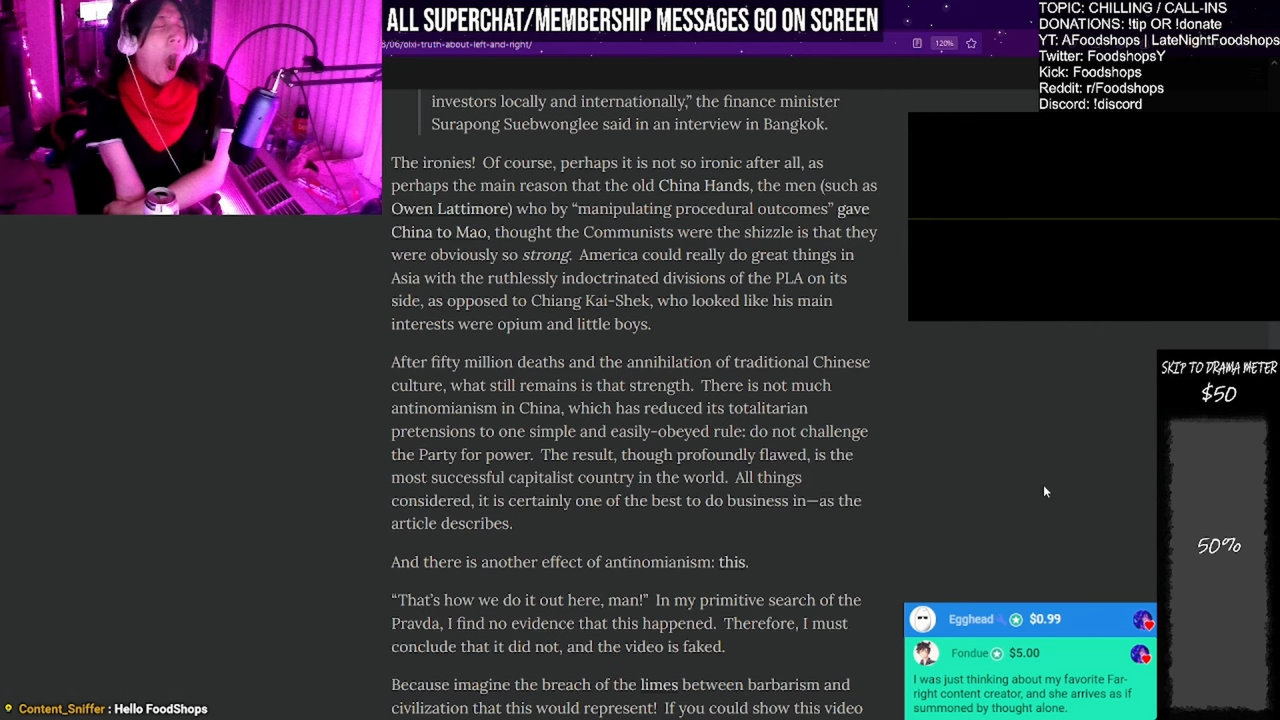 ALL SUPERCHAT/MEMBERSHIP MESSAGES GO ON SCREEN
/06/olxi-truth-about-left-and-right/
120%
TOPIC: CHILLING / CALL-INS
DONATIONS: !tip OR !donate
YT: AFoodshops | LateNightFoodshops
Twitter: FoodshopsY
Kick: Foodshops
Reddit: r/Foodshops
Discord: !discord
investors locally and internationally,” the finance minister
Surapong Suebwonglee said in an interview in Bangkok.
The ironies!  Of course, perhaps it is not so ironic after all, as
perhaps the main reason that the old China Hands, the men (such as
Owen Lattimore) who by “manipulating procedural outcomes” gave
China to Mao, thought the Communists were the shizzle is that they
were obviously so strong.  America could really do great things in
Asia with the ruthlessly indoctrinated divisions of the PLA on its
side, as opposed to Chiang Kai-Shek, who looked like his main
interests were opium and little boys.
After fifty million deaths and the annihilation of traditional Chinese
culture, what still remains is that strength.  There is not much
antinomianism in China, which has reduced its totalitarian
pretensions to one simple and easily-obeyed rule: do not challenge
the Party for power.  The result, though profoundly flawed, is the
most successful capitalist country in the world.  All things
considered, it is certainly one of the best to do business in—as the
article describes.
And there is another effect of antinomianism: this.
“That’s how we do it out here, man!”  In my primitive search of the
Pravda, I find no evidence that this happened.  Therefore, I must
conclude that it did not, and the video is faked.
Because imagine the breach of the limes between barbarism and
civilization that this would represent!  If you could show this video
SKIP TO DRAMA METER
$50
50%
Egghead $0.99
Fondue $5.00
I was just thinking about my favorite Far-
right content creator, and she arrives as if
summoned by thought alone.
Content_Sniffer : Hello FoodShops